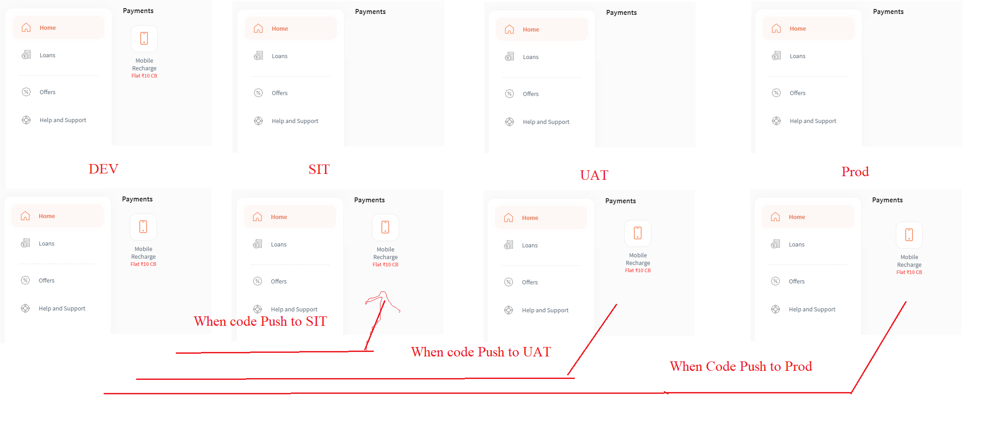 Payments
Home
Mobile
Recharge
Flat ₹10 CB
Loans
Offers
Help and Support
DEV
Payments
Home
Loans
Offers
Help and Support
SIT
Payments
Home
Loans
Offers
Help and Support
UAT
Payments
Home
Loans
Offers
Help and Support
Prod
Payments
Home
Loans
Mobile
Recharge
Flat ₹10 CB
Offers
Help and Support
Payments
Home
Loans
Mobile
Recharge
Flat ₹10 CB
Offers
Help and Support
When code Push to SIT
Payments
Home
Loans
Mobile
Recharge
Flat ₹10 CB
Offers
Help and Support
When code Push to UAT
Payments
Home
Loans
Mobile
Recharge
Flat ₹10 CB
Offers
Help and Support
When Code Push to Prod